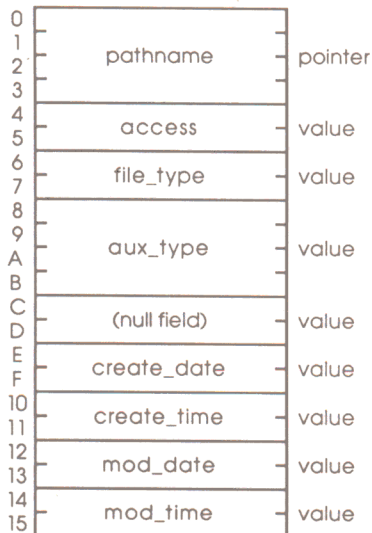 0
1
2 pathname pointer
3
4
5 access value
6
7 file_type value
8
9
A aux_type value
B
C
D (null field) value
E
F create_date value
10
11 create_time value
12
13 mod_date value
14
15 mod_time value